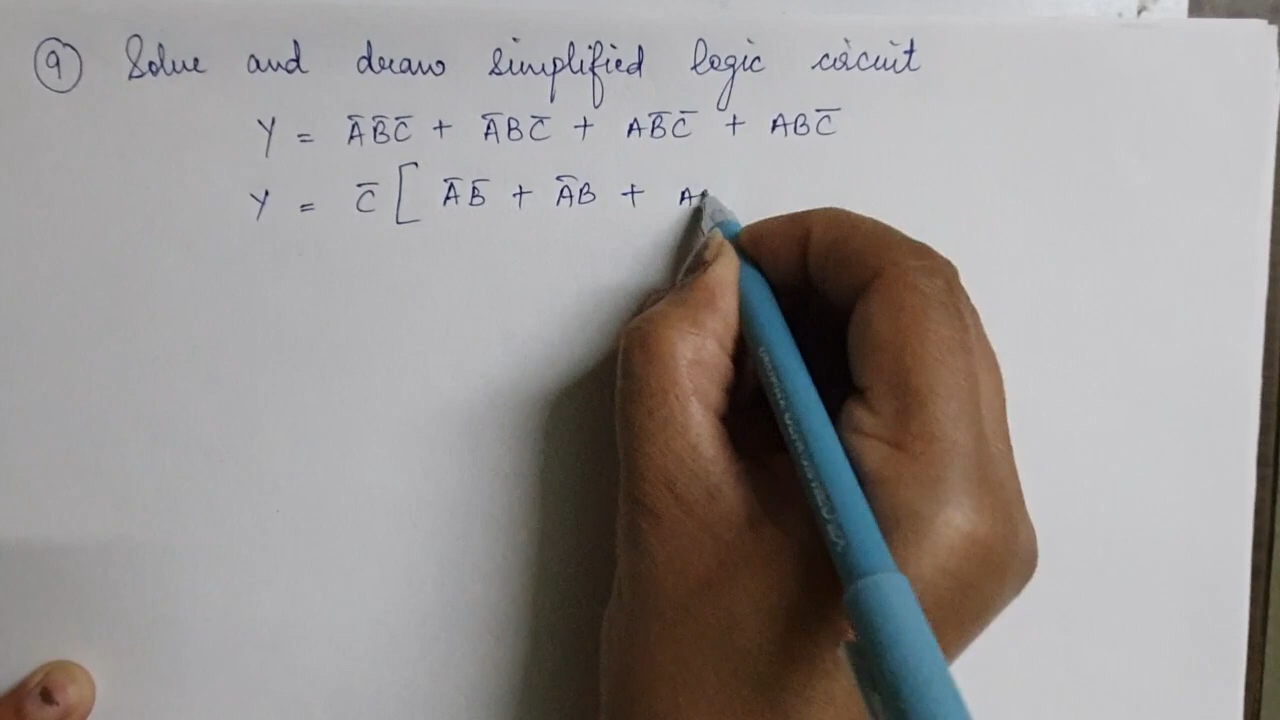 9 Solve and draw simplified logic circuit
Y = A̅B̅C̅ + A̅BC̅ + AB̅C̅ + ABC̅
Y = C̅ [ A̅B̅ + A̅B + A